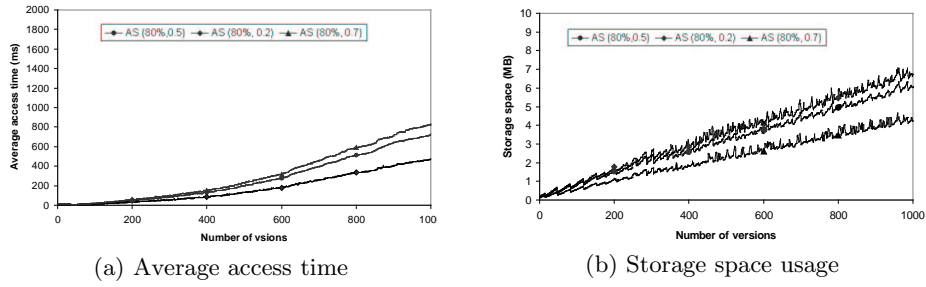 2000
1800
1600
1400
1200
1000
800
600
400
200
0
Average access time (ms)
AS (80%,0.5) AS (80%, 0.2) AS (80%, 0.7)
0 200 400 600 800 100
Number of vsions
(a) Average access time
10
9
8
7
6
5
4
3
2
1
0
Storage space (MB)
AS (80%,0.5) AS (80%, 0.2) AS (80%, 0.7)
0 200 400 600 800 1000
Number of versions
(b) Storage space usage